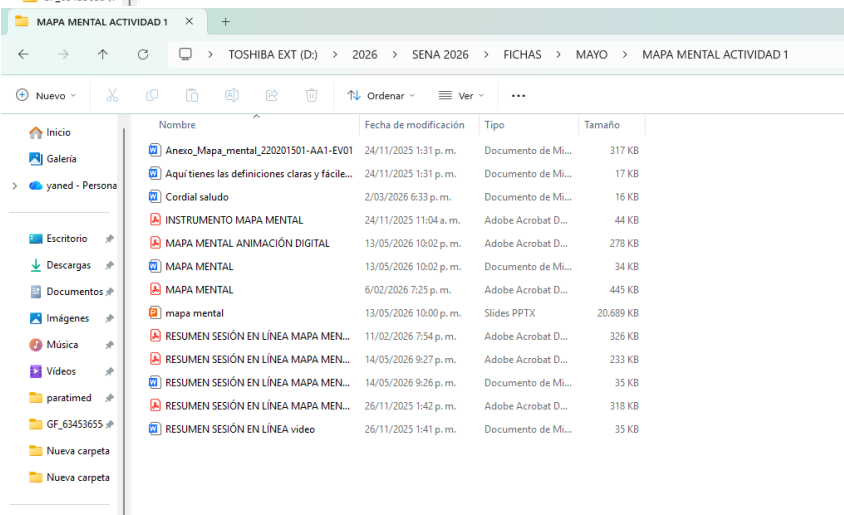 MAPA MENTAL ACTIVIDAD 1
TOSHIBA EXT (D:) > 2026 > SENA 2026 > FICHAS > MAYO > MAPA MENTAL ACTIVIDAD 1
Nuevo
Ordenar
Ver
Inicio
Galería
yaned - Persona
Escritorio
Descargas
Documentos
Imágenes
Música
Vídeos
paratimed
GF_63453655
Nueva carpeta
Nueva carpeta
Nombre Fecha de modificación Tipo Tamaño
Anexo_Mapa_mental_220201501-AA1-EV01 24/11/2025 1:31 p. m. Documento de Mi... 317 KB
Aquí tienes las definiciones claras y fácile... 24/11/2025 1:31 p. m. Documento de Mi... 17 KB
Cordial saludo 2/03/2026 6:33 p. m. Documento de Mi... 16 KB
INSTRUMENTO MAPA MENTAL 24/11/2025 11:04 a. m. Adobe Acrobat D... 44 KB
MAPA MENTAL ANIMACIÓN DIGITAL 13/05/2026 10:02 p. m. Adobe Acrobat D... 278 KB
MAPA MENTAL 13/05/2026 10:02 p. m. Documento de Mi... 34 KB
MAPA MENTAL 6/02/2026 7:25 p. m. Adobe Acrobat D... 445 KB
mapa mental 13/05/2026 10:00 p. m. Slides PPTX 20.689 KB
RESUMEN SESIÓN EN LÍNEA MAPA MEN... 11/02/2026 7:54 p. m. Adobe Acrobat D... 326 KB
RESUMEN SESIÓN EN LÍNEA MAPA MEN... 14/05/2026 9:27 p. m. Adobe Acrobat D... 233 KB
RESUMEN SESIÓN EN LÍNEA MAPA MEN... 14/05/2026 9:26 p. m. Documento de Mi... 35 KB
RESUMEN SESIÓN EN LÍNEA MAPA MEN... 26/11/2025 1:42 p. m. Adobe Acrobat D... 318 KB
RESUMEN SESIÓN EN LÍNEA video 26/11/2025 1:41 p. m. Documento de Mi... 35 KB